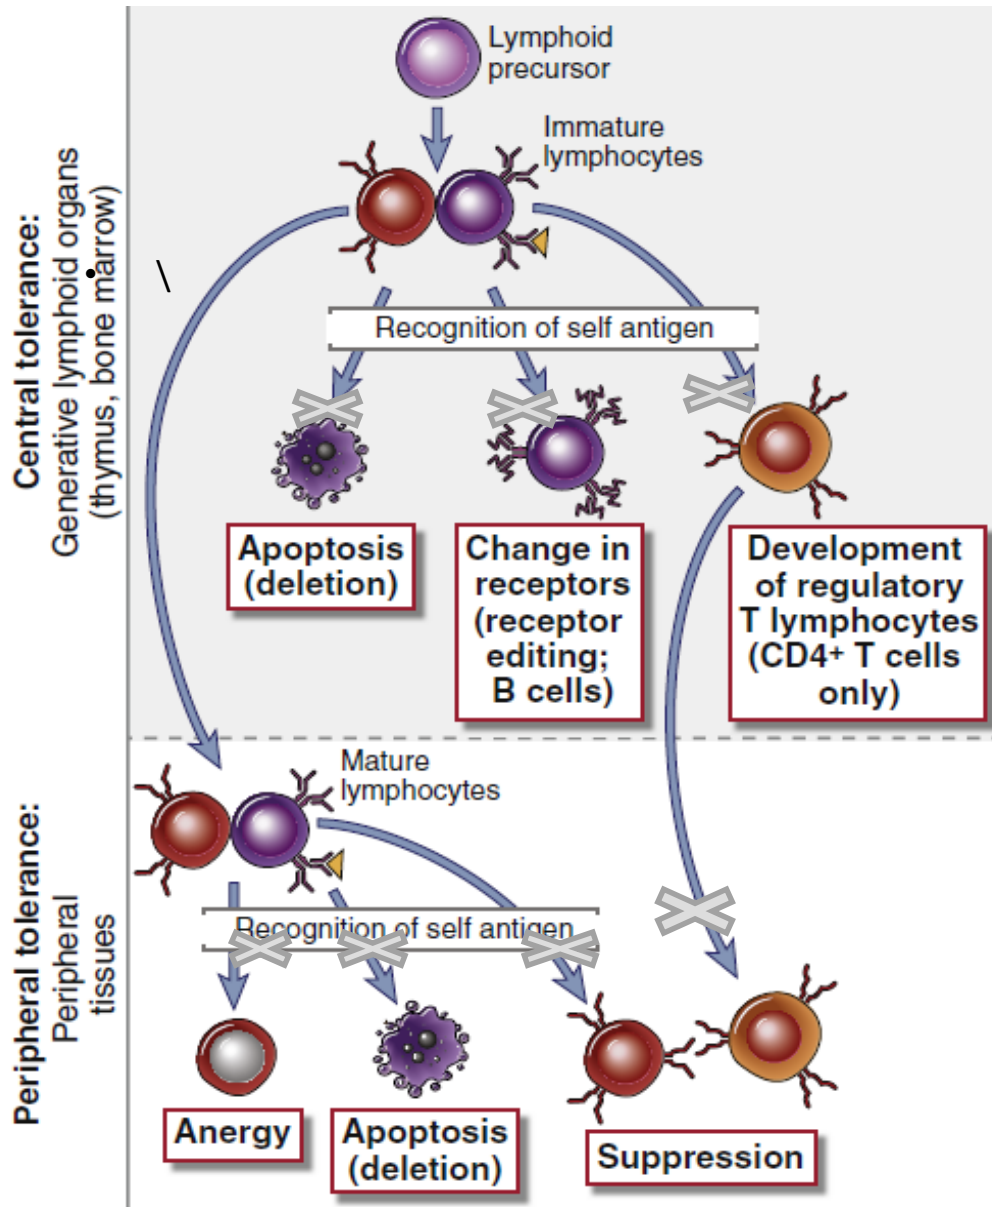 Lymphoid
precursor
Immature
lymphocytes
Central tolerance:
Generative lymphoid organs
(thymus, bone marrow)
\
Recognition of self antigen
Apoptosis
(deletion)
Change in
receptors
(receptor
editing;
B cells)
Development
of regulatory
T lymphocytes
(CD4+ T cells
only)
Mature
lymphocytes
Peripheral tolerance:
Peripheral
tissues
Recognition of self antigen
Anergy
Apoptosis
(deletion)
Suppression